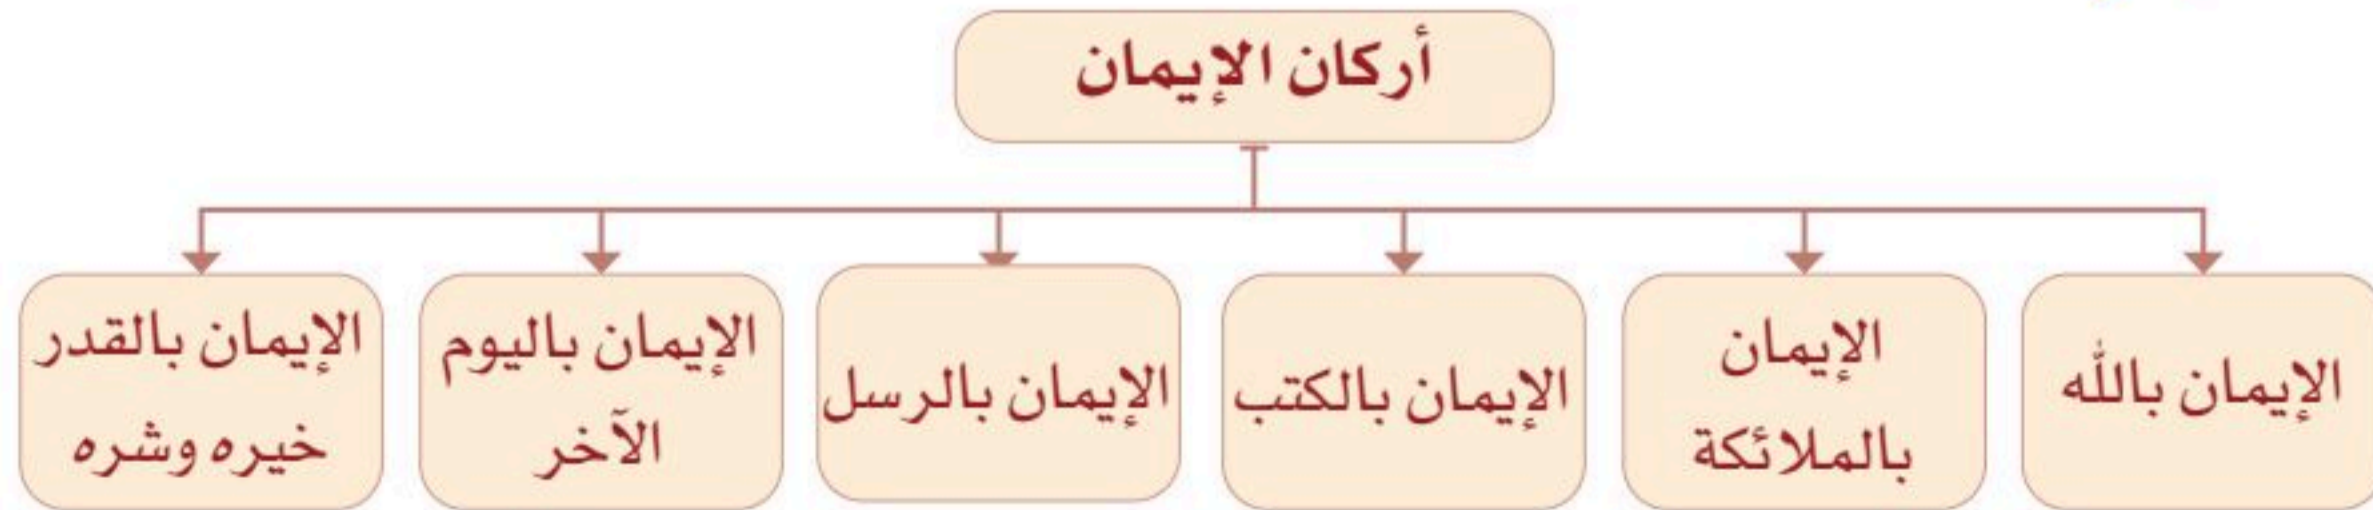 أركان الإيمان
الإيمان بالله
الإيمان
بالملائكة
الإيمان بالكتب
الإيمان بالرسل
الإيمان باليوم
الآخر
الإيمان بالقدر
خيره وشره